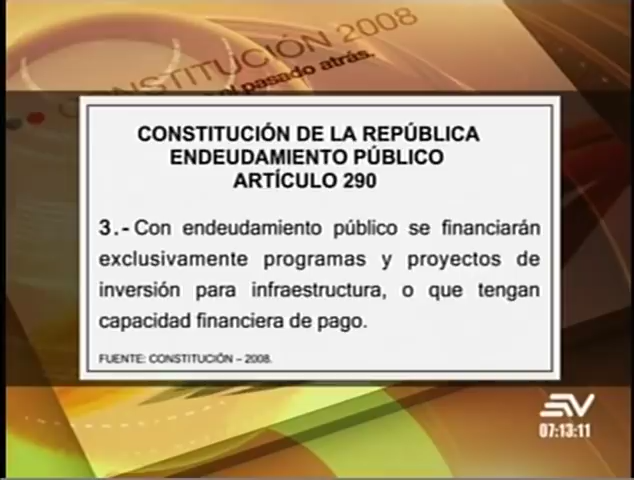 CONSTITUCIÓN 2008
el pasado atrás.
CONSTITUCIÓN DE LA REPÚBLICA
ENDEUDAMIENTO PÚBLICO
ARTÍCULO 290
3.- Con endeudamiento público se financiarán
exclusivamente programas y proyectos de
inversión para infraestructura, o que tengan
capacidad financiera de pago.
FUENTE: CONSTITUCIÓN – 2008.
07:13:11